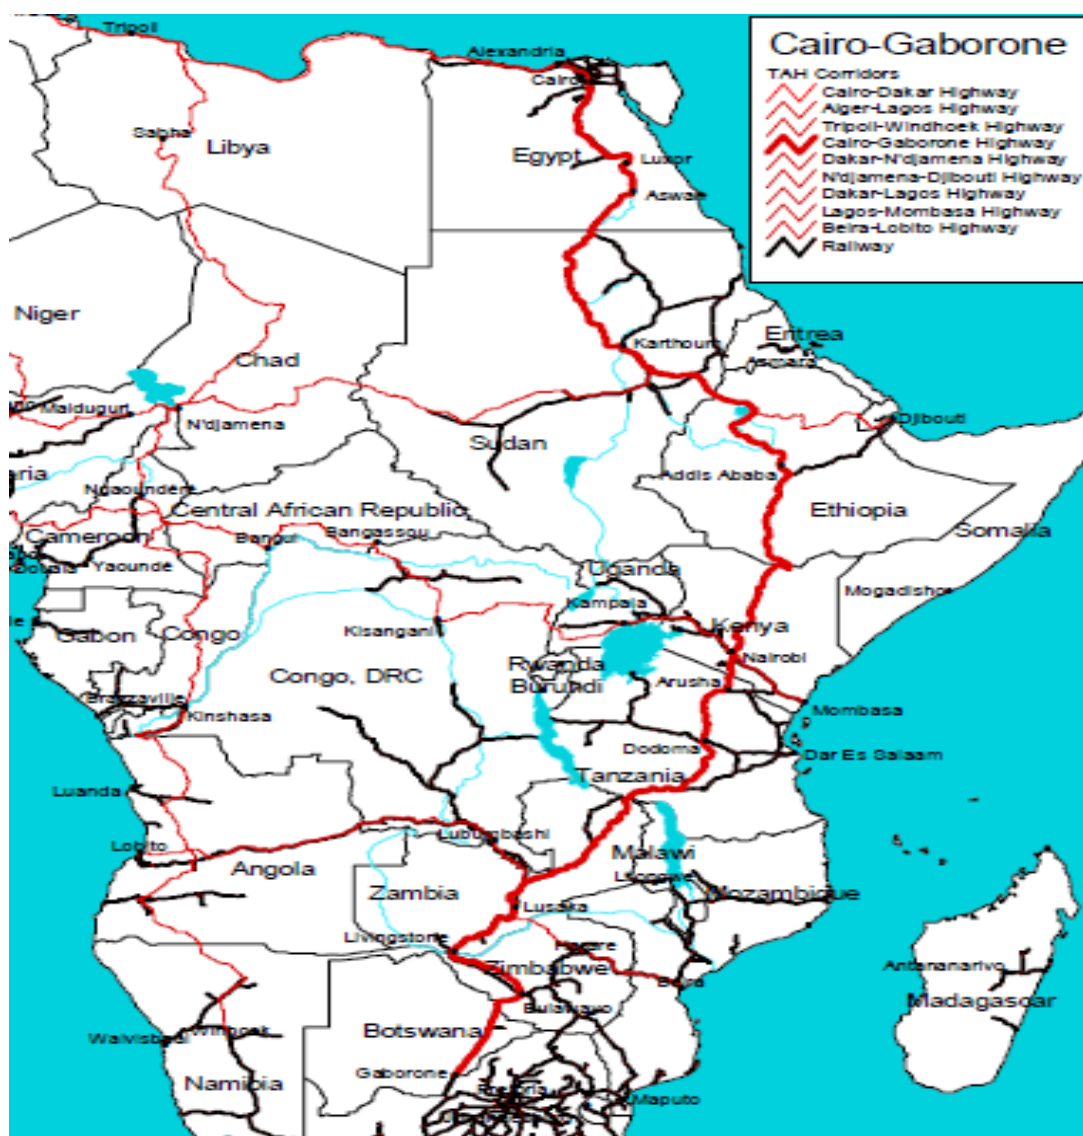 Tripoli
Alexandria
Cairo
Cairo-Gaborone
TAH Corridors
Cairo-Dakar Highway
Alger-Lagos Highway
Tripoli-Windhoek Highway
Cairo-Gaborone Highway
Dakar-N'djamena Highway
N'djamena-Djibouti Highway
Dakar-Lagos Highway
Lagos-Mombasa Highway
Beira-Lobito Highway
Railway
Sabha
Libya
Egypt
Luxor
Aswan
Niger
Chad
Karthoum
Eritrea
Asmara
Maiduguri
N'djamena
Djibouti
Sudan
Addis Ababa
Ngaoundere
Central African Republic
Ethiopia
Somalia
Cameroon
Bangui
Bangassou
Douala
Yaounde
Uganda
Kampala
Mogadisho
Gabon
Congo
Kisangani
Kenya
Nairobi
Congo, DRC
Rwanda
Burundi
Arusha
Brazzaville
Kinshasa
Mombasa
Dodoma
Dar Es Salaam
Tanzania
Luanda
Lobito
Lubumbashi
Angola
Malawi
Lilongwe
Zambia
Mozambique
Lusaka
Livingstone
Harare
Zimbabwe
Beira
Antananarivo
Madagascar
Bulawayo
Botswana
Walvisbaai
Namibia
Gaborone
Pretoria
Maputo